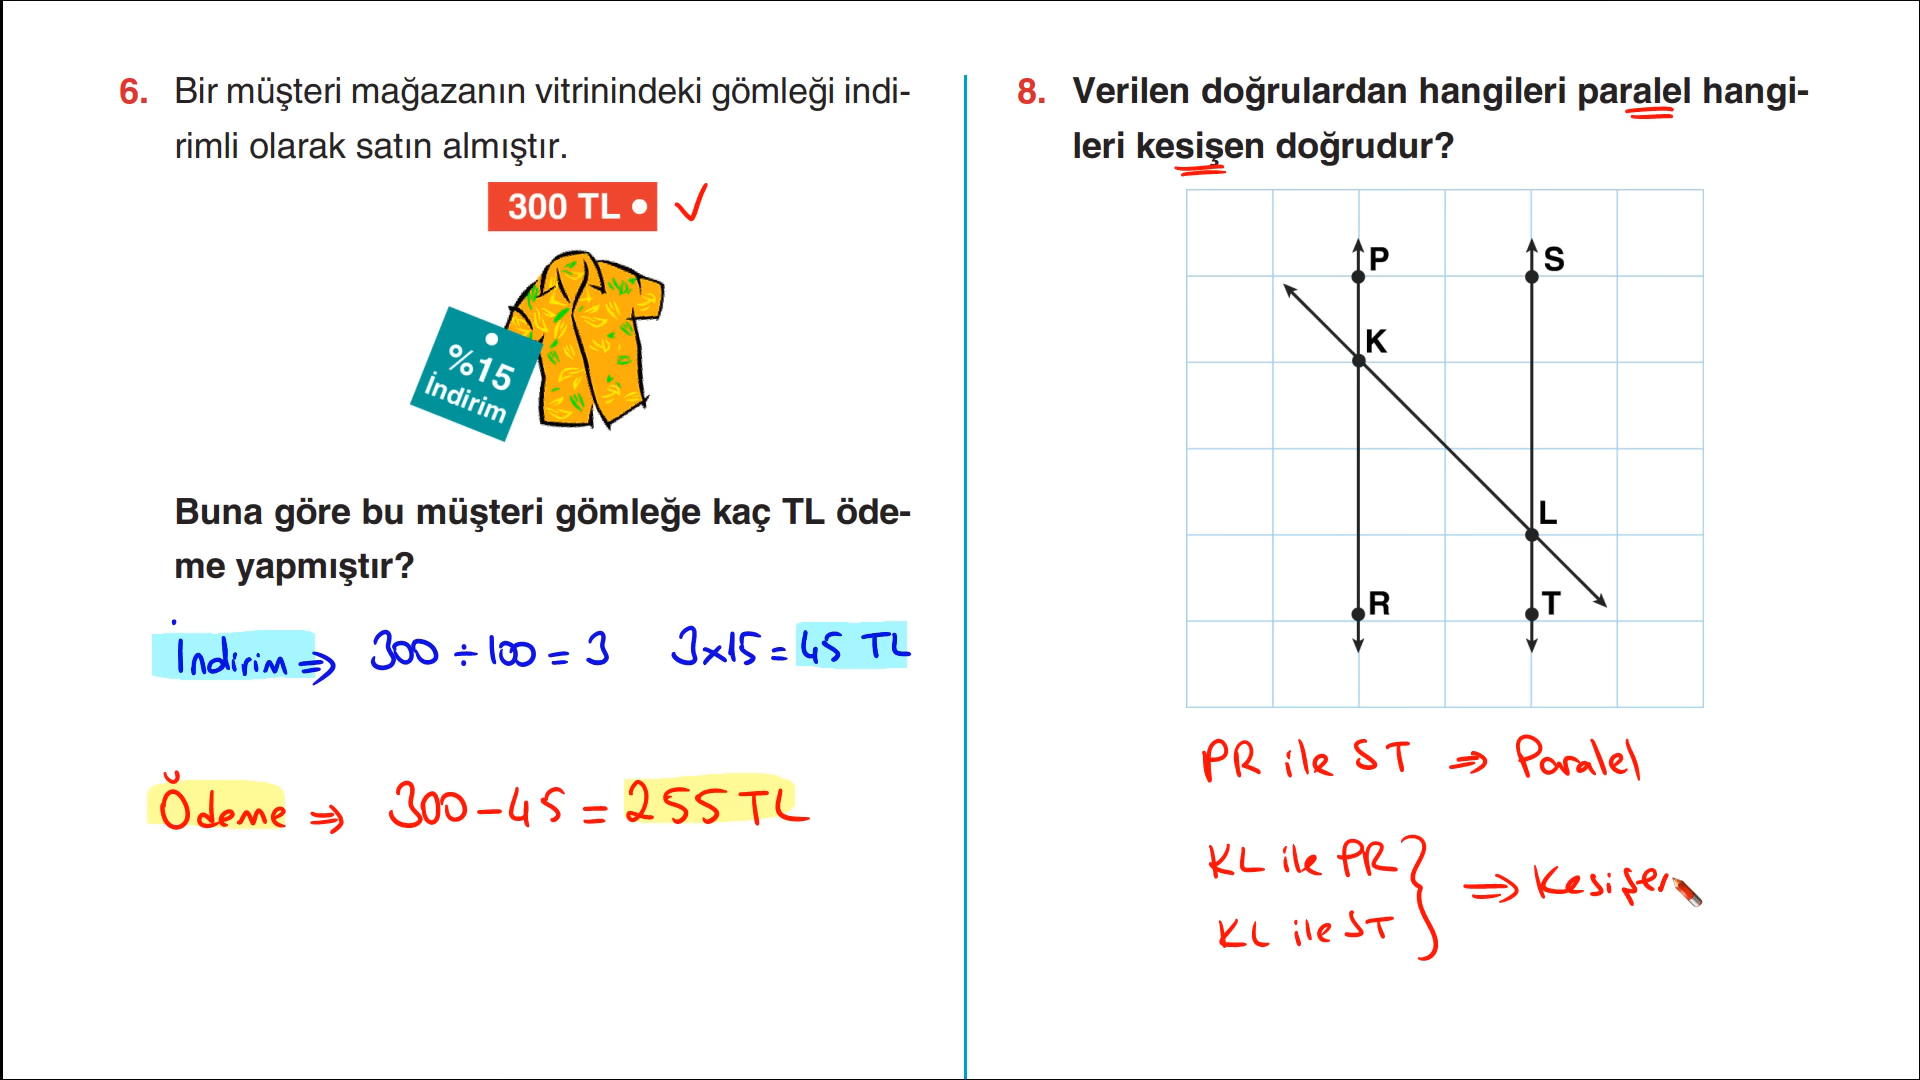 6. Bir müşteri mağazanın vitrinindeki gömleği indi-
rimli olarak satın almıştır.
300 TL
%15
İndirim
Buna göre bu müşteri gömleğe kaç TL öde-
me yapmıştır?
İndirim ⇒ 300 ÷ 100 = 3 3x15 = 45 TL
Ödeme ⇒ 300 - 45 = 255 TL
8. Verilen doğrulardan hangileri paralel hangi-
leri kesişen doğrudur?
P S
K
L
R T
PR ile ST ⇒ Paralel
KL ile PR
KL ile ST
⇒ Kesişen